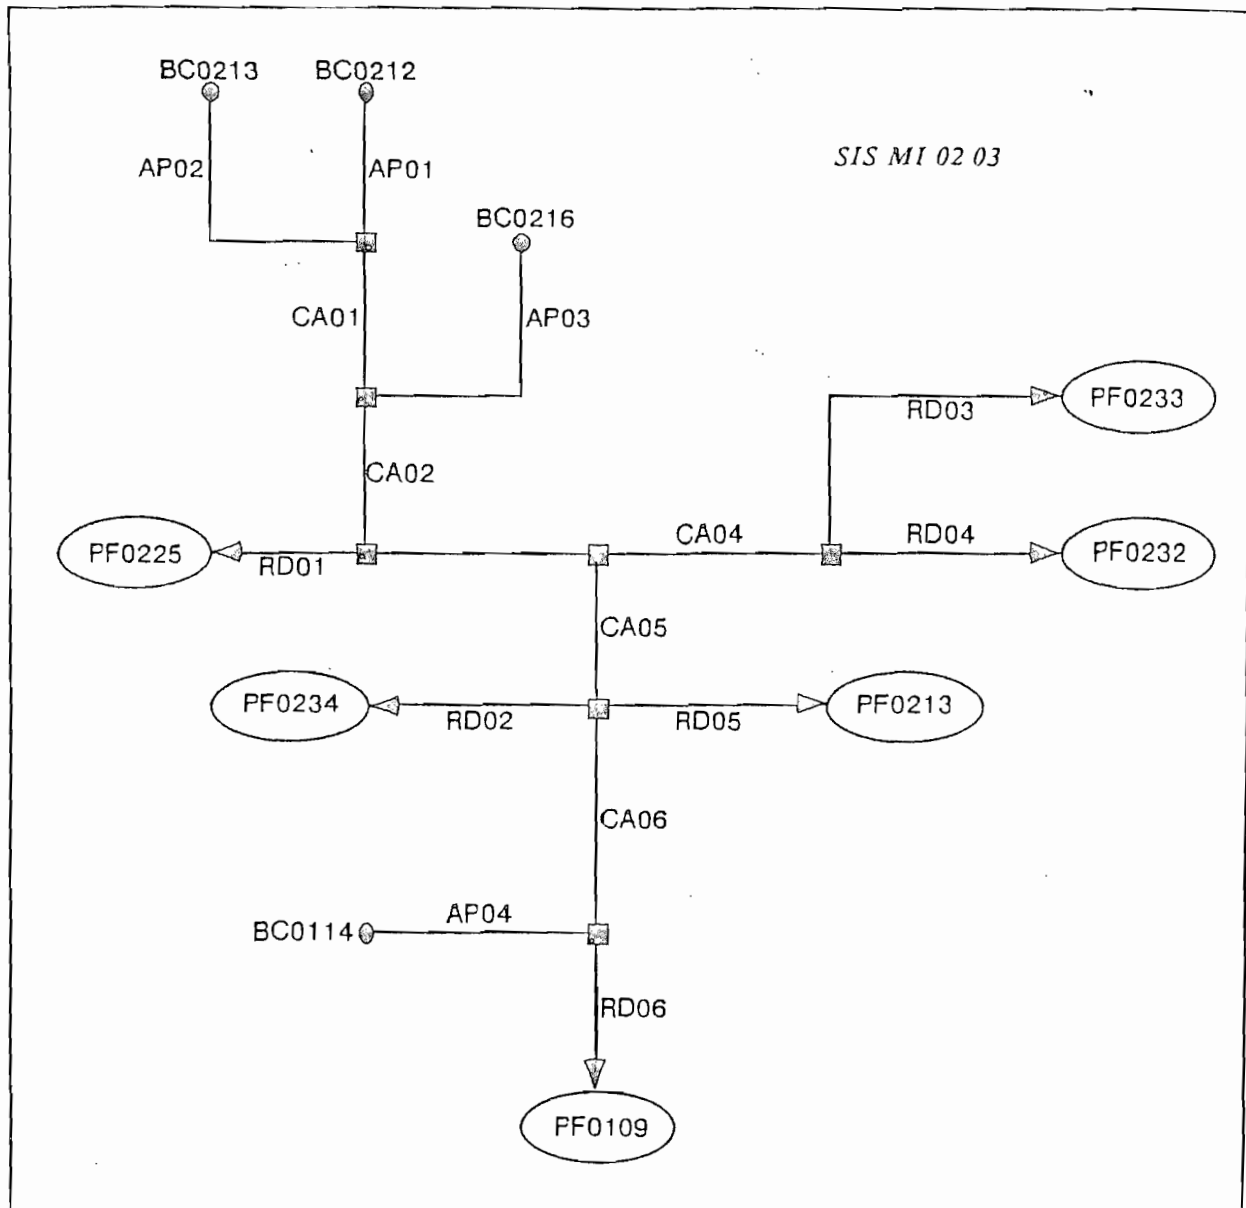 BC0213 BC0212
AP02 AP01
SIS MI 02 03
BC0216
CA01 AP03
PF0233
RD03
CA02
CA04 RD04
PF0225 PF0232
RD01
CA05
PF0234 PF0213
RD02 RD05
CA06
AP04
BC0114
RD06
PF0109